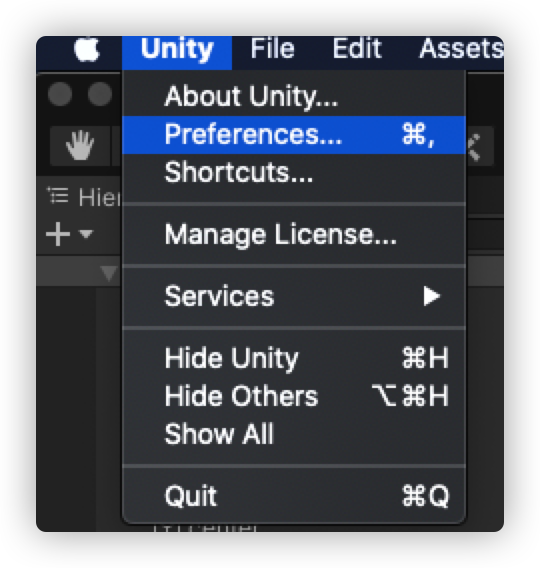 Unity File Edit Assets
About Unity...
Preferences... ⌘,
Shortcuts...
Hier
Manage License...
Services ▶
Hide Unity ⌘H
Hide Others ⌥⌘H
Show All
Quit ⌘Q